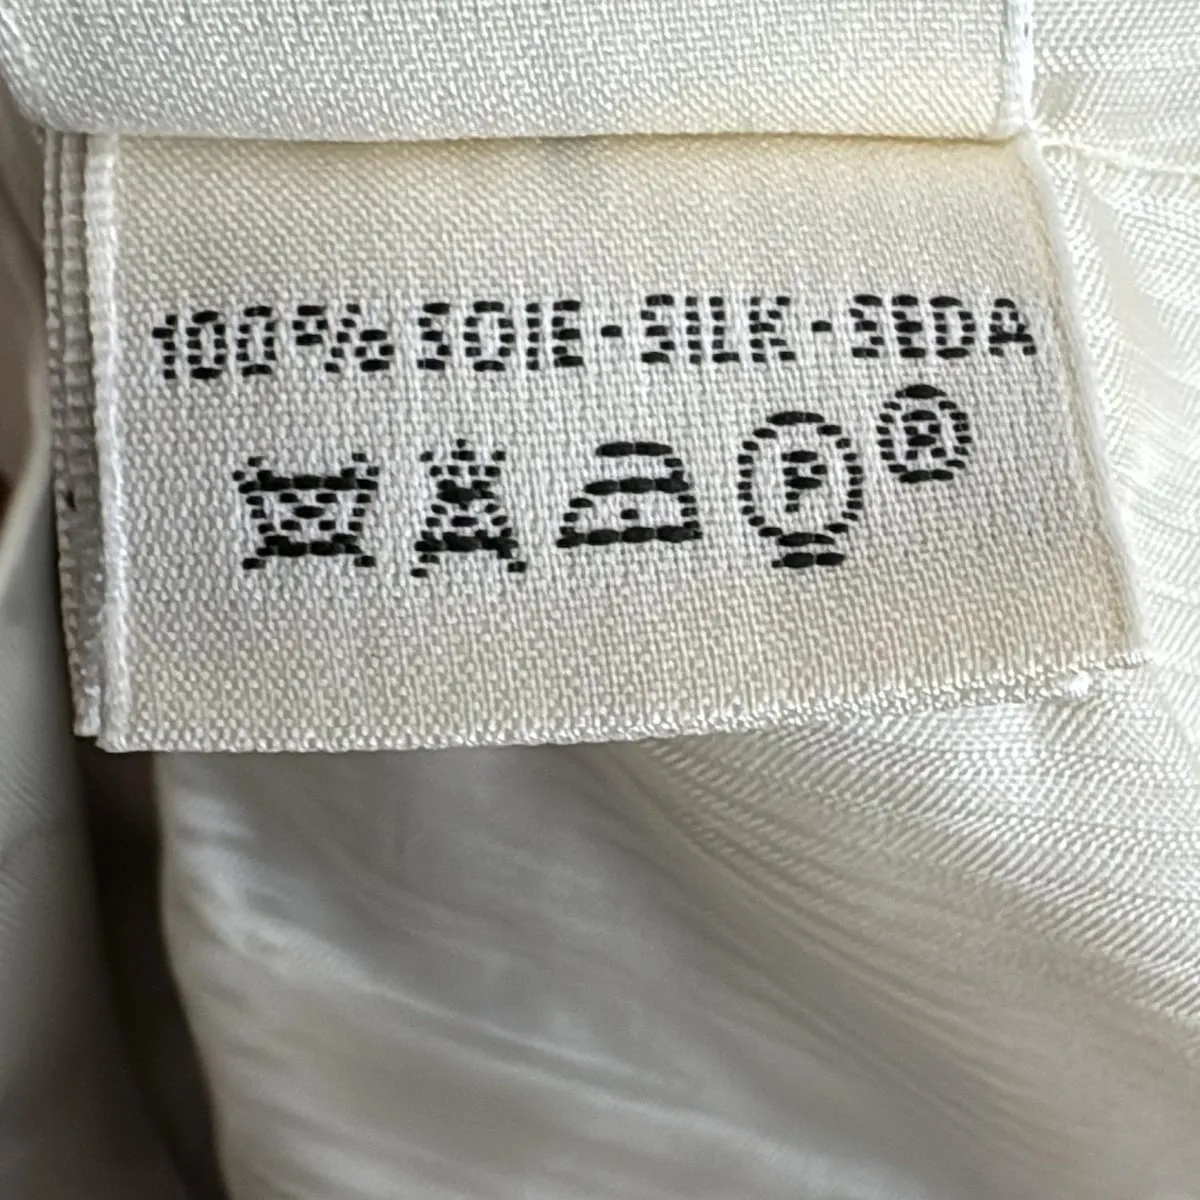 100% SOIE - SILK - SEDA
P ®